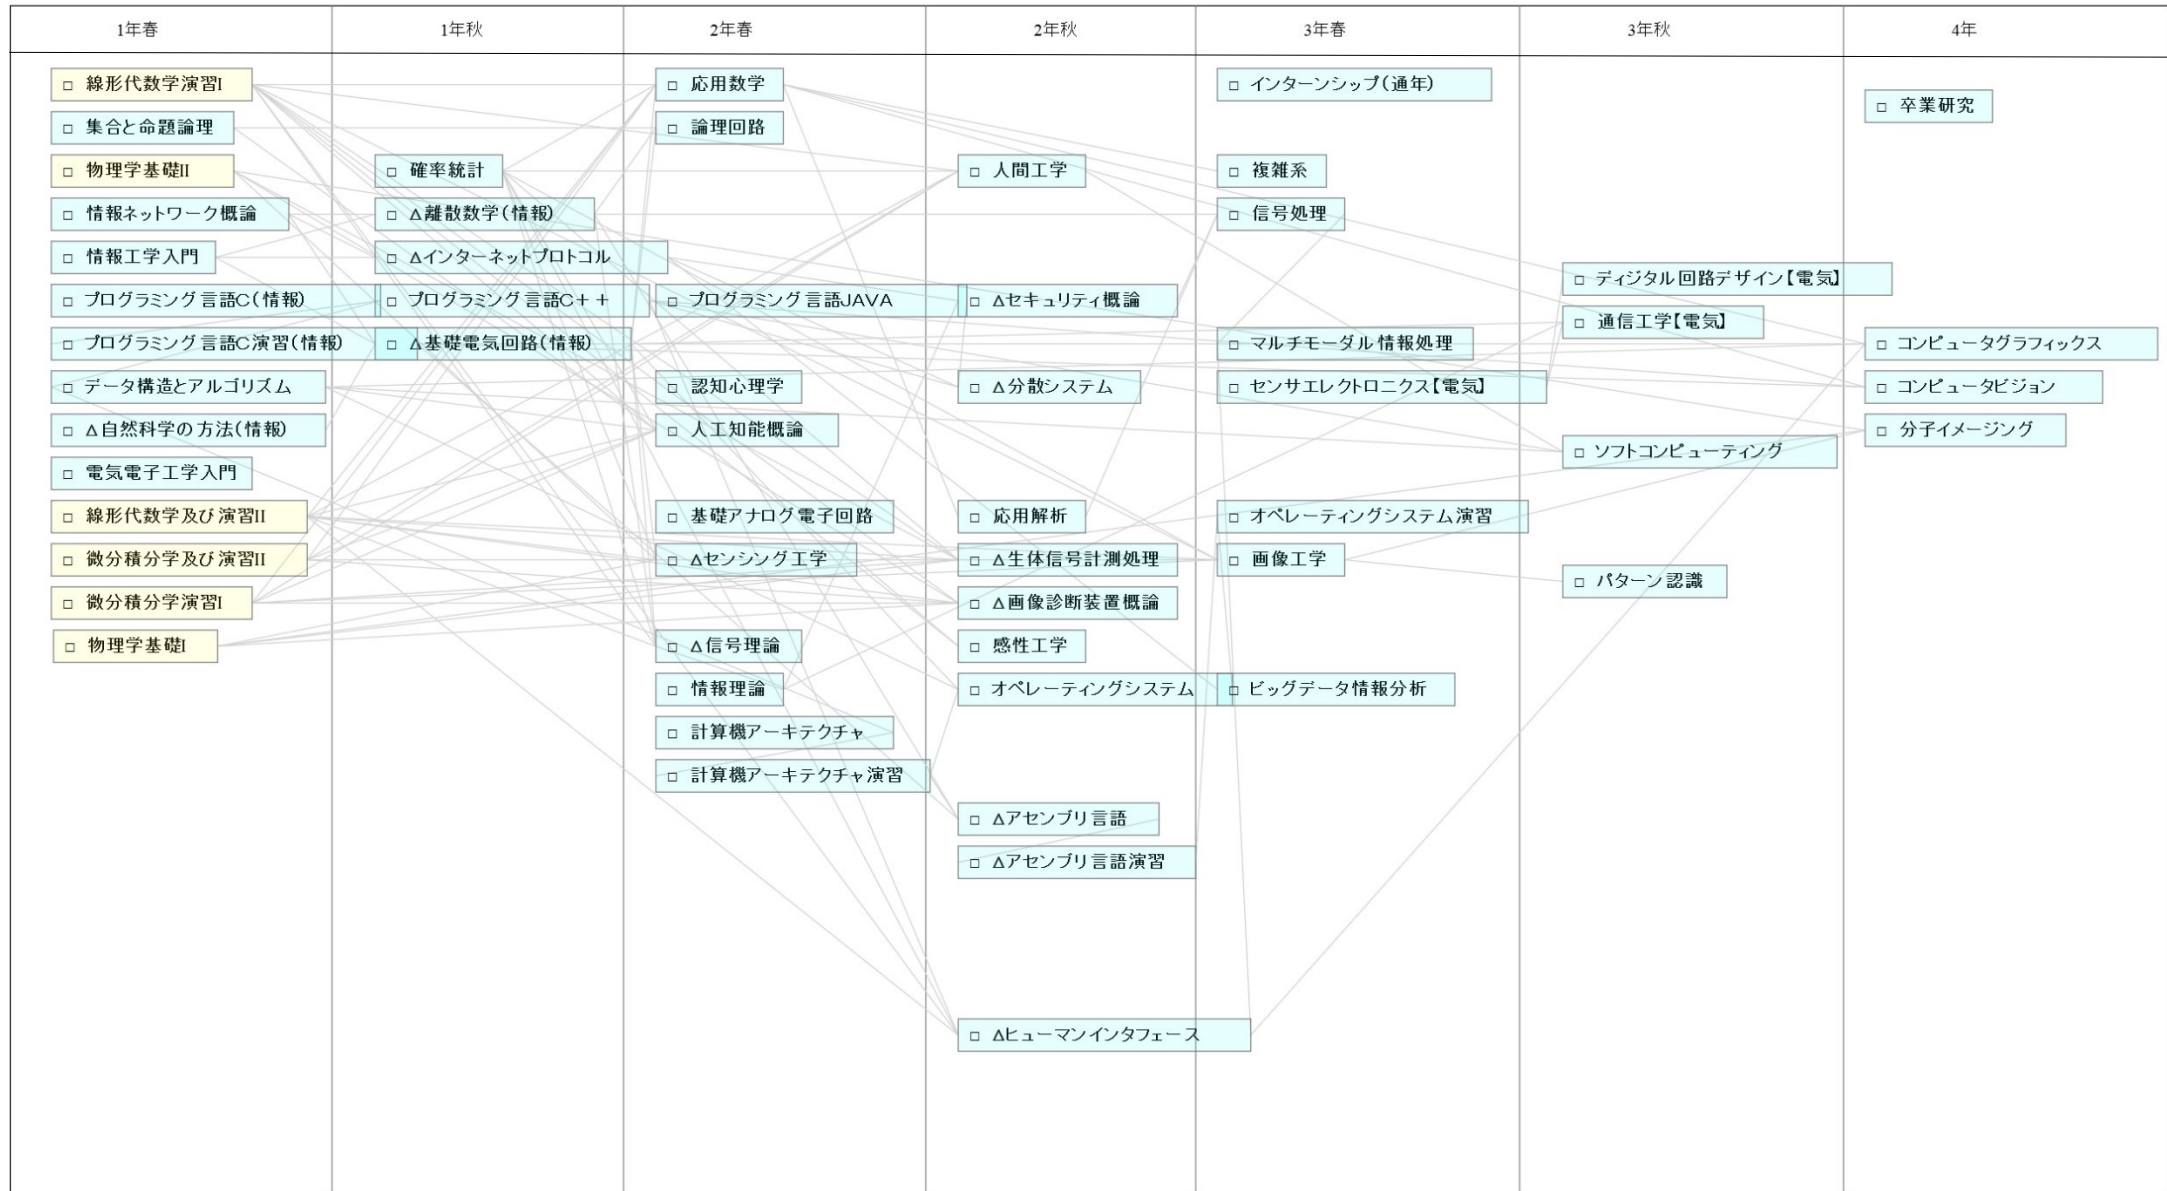 1年春
1年秋
2年春
2年秋
3年春
3年秋
4年
□ 線形代数学演習I
□ 集合と命題論理
□ 物理学基礎II
□ 情報ネットワーク概論
□ 情報工学入門
□ プログラミング言語C(情報)
□ プログラミング言語C演習(情報)
□ データ構造とアルゴリズム
□ △自然科学の方法(情報)
□ 電気電子工学入門
□ 線形代数学及び演習II
□ 微分積分学及び演習II
□ 微分積分学演習I
□ 物理学基礎I
□ 確率統計
□ △離散数学(情報)
□ △インターネットプロトコル
□ プログラミング言語C++
□ △基礎電気回路(情報)
□ 応用数学
□ 論理回路
□ プログラミング言語JAVA
□ 認知心理学
□ 人工知能概論
□ 基礎アナログ電子回路
□ △センシング工学
□ △信号理論
□ 情報理論
□ 計算機アーキテクチャ
□ 計算機アーキテクチャ演習
□ 人間工学
□ △セキュリティ概論
□ △分散システム
□ 応用解析
□ △生体信号計測処理
□ △画像診断装置概論
□ 感性工学
□ オペレーティングシステム
□ △アセンブリ言語
□ △アセンブリ言語演習
□ △ヒューマンインタフェース
□ インターンシップ(通年)
□ 複雑系
□ 信号処理
□ マルチモーダル情報処理
□ センサエレクトロニクス【電気】
□ オペレーティングシステム演習
□ 画像工学
□ ビッグデータ情報分析
□ ディジタル回路デザイン【電気】
□ 通信工学【電気】
□ ソフトコンピューティング
□ パターン認識
□ 卒業研究
□ コンピュータグラフィックス
□ コンピュータビジョン
□ 分子イメージング